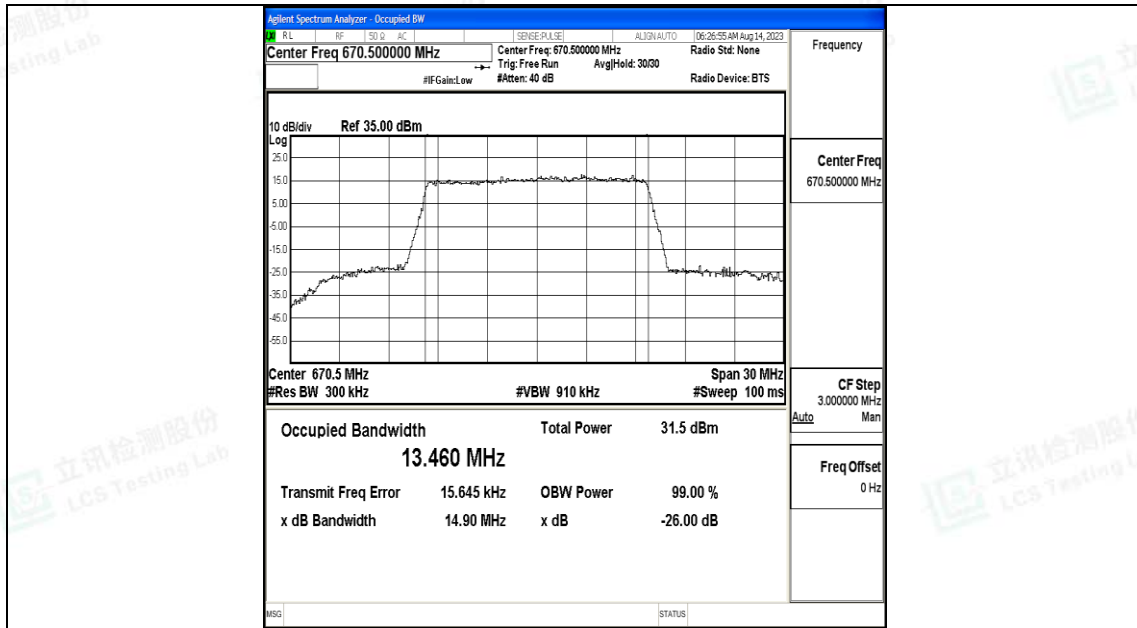 Agilent Spectrum Analyzer - Occupied BW
LXI RL RF 50 Ω AC SENSE:PULSE ALIGN AUTO 06:26:55 AM Aug 14, 2023
Center Freq 670.500000 MHz
Center Freq: 670.500000 MHz Radio Std: None
Trig: Free Run Avg|Hold: 30/30
#IFGain:Low #Atten: 40 dB Radio Device: BTS
10 dB/div Ref 35.00 dBm
Log
25.0
15.0
5.00
-5.00
-15.0
-25.0
-35.0
-45.0
-55.0
Center 670.5 MHz Span 30 MHz
#Res BW 300 kHz #VBW 910 kHz #Sweep 100 ms
Occupied Bandwidth Total Power 31.5 dBm
13.460 MHz
Transmit Freq Error 15.645 kHz OBW Power 99.00 %
x dB Bandwidth 14.90 MHz x dB -26.00 dB
MSG STATUS
Frequency
Center Freq
670.500000 MHz
CF Step
3.000000 MHz
Auto Man
Freq Offset
0 Hz
立讯检测股份
LCS Testing Lab
立讯检测股份
LCS Testing L